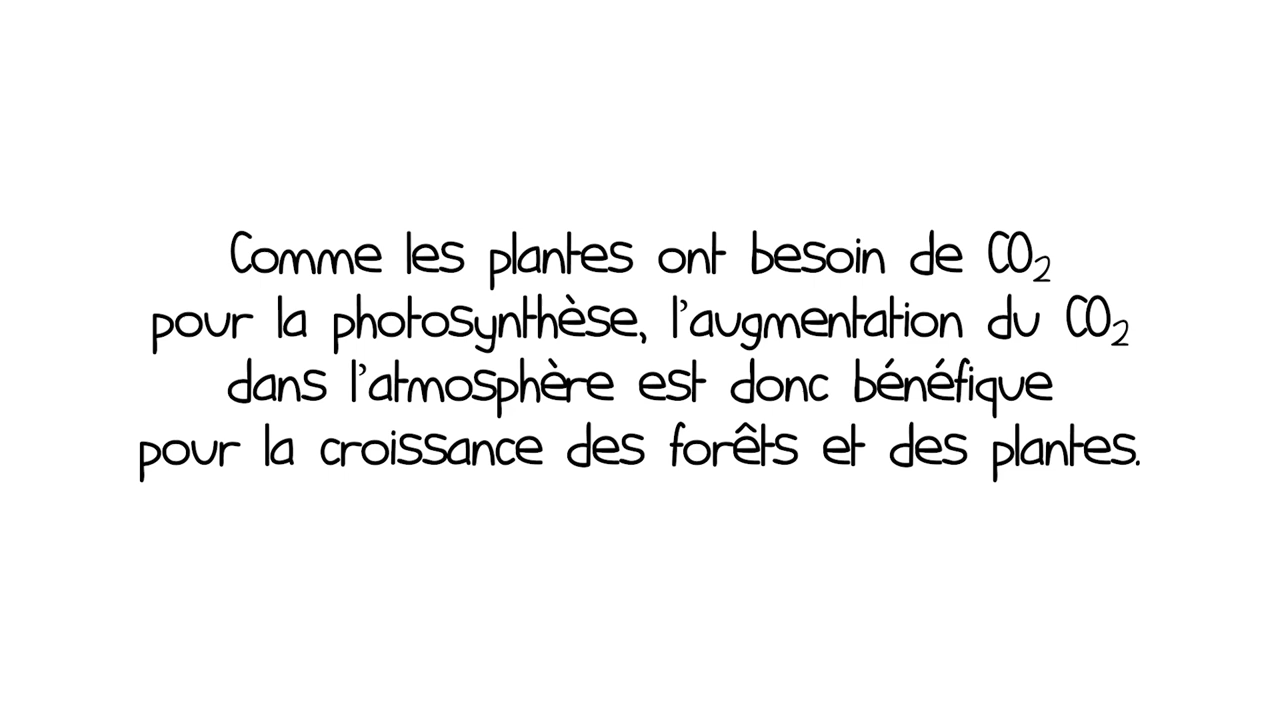 Comme les plantes ont besoin de CO₂
pour la photosynthèse, l'augmentation du CO₂
dans l'atmosphère est donc bénéfique
pour la croissance des forêts et des plantes.